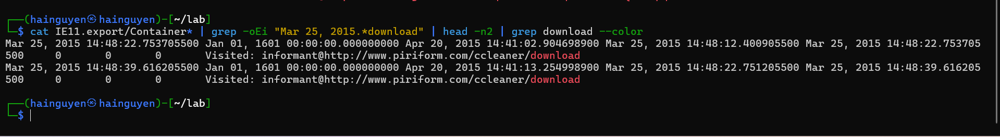 ┌──(hainguyen㉿hainguyen)-[~/lab]
└─$ cat IE11.export/Container* | grep -oEi "Mar 25, 2015.*download" | head -n2 | grep download --color
Mar 25, 2015 14:48:22.753705500 Jan 01, 1601 00:00:00.000000000 Apr 20, 2015 14:41:02.904698900 Mar 25, 2015 14:48:12.400905500 Mar 25, 2015 14:48:22.753705
500     0       0       0       Visited: informant@http://www.piriform.com/ccleaner/download
Mar 25, 2015 14:48:39.616205500 Jan 01, 1601 00:00:00.000000000 Apr 20, 2015 14:41:13.254998900 Mar 25, 2015 14:48:22.751205500 Mar 25, 2015 14:48:39.616205
500     0       0       0       Visited: informant@http://www.piriform.com/ccleaner/download
┌──(hainguyen㉿hainguyen)-[~/lab]
└─$